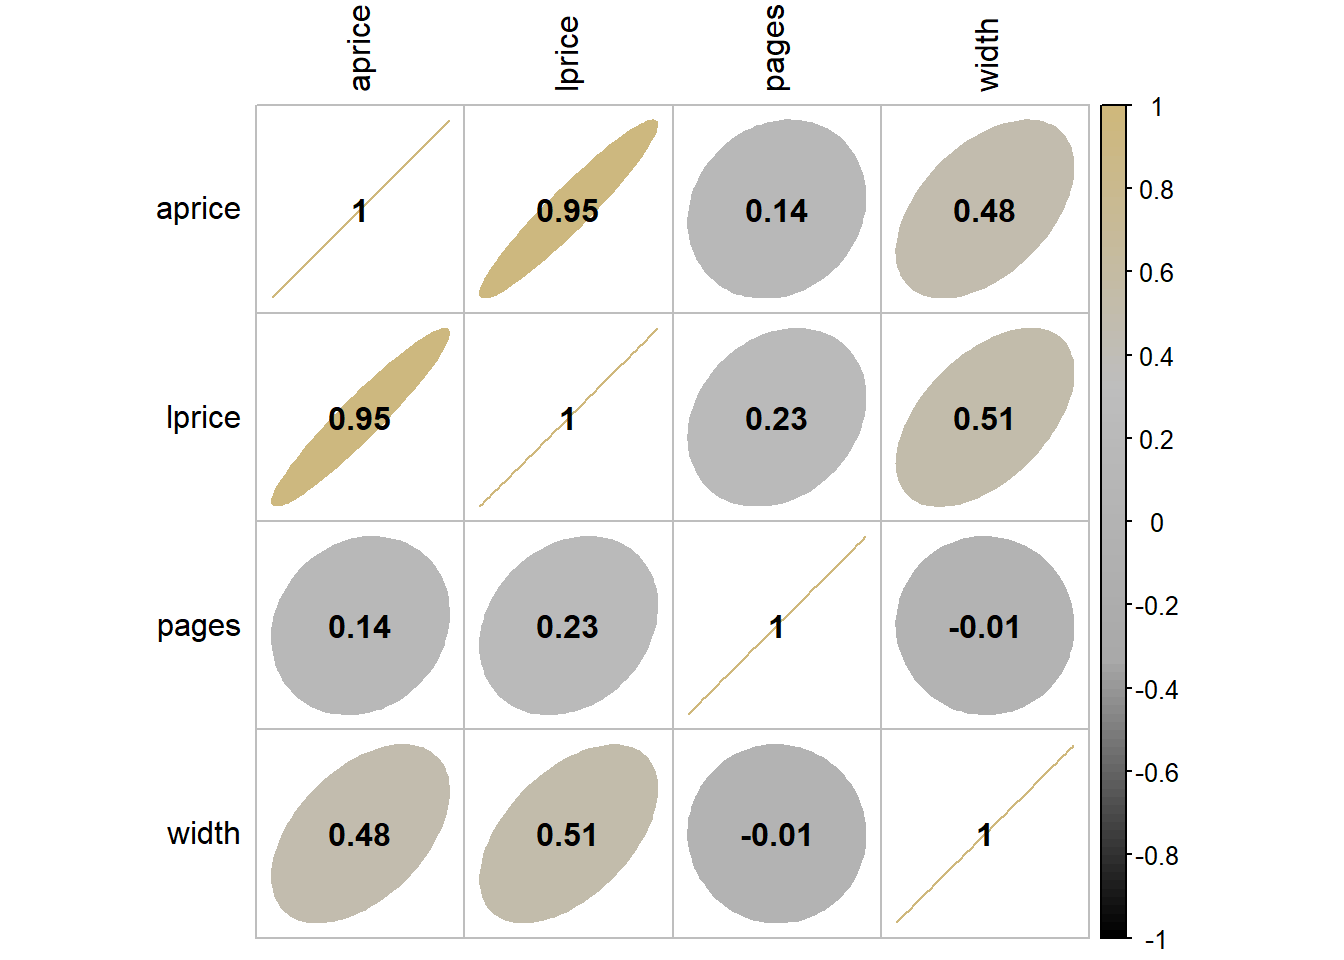 aprice lprice pages width
aprice 1 0.95 0.14 0.48
lprice 0.95 1 0.23 0.51
pages 0.14 0.23 1 -0.01
width 0.48 0.51 -0.01 1
1
0.8
0.6
0.4
0.2
0
-0.2
-0.4
-0.6
-0.8
-1